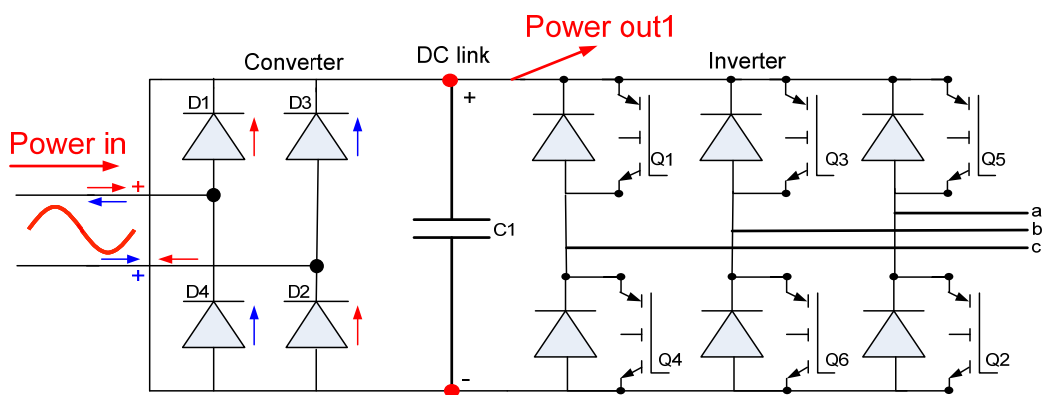 Power out1
Converter
DC link
Inverter
D1
D3
+
Power in
Q1
Q3
Q5
+
a
C1
b
c
+
D4
D2
Q4
Q6
Q2
-